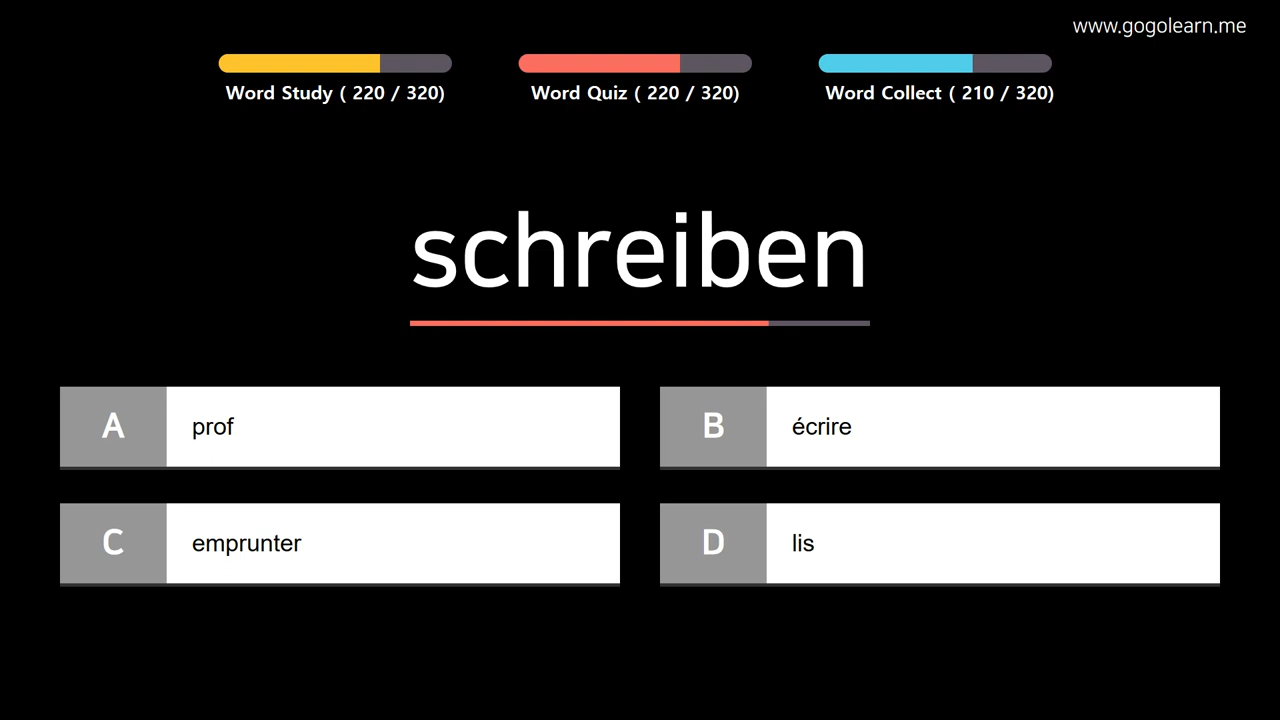 www.gogolearn.me
Word Study ( 220 / 320)
Word Quiz ( 220 / 320)
Word Collect ( 210 / 320)
schreiben
A
prof
B
écrire
C
emprunter
D
lis